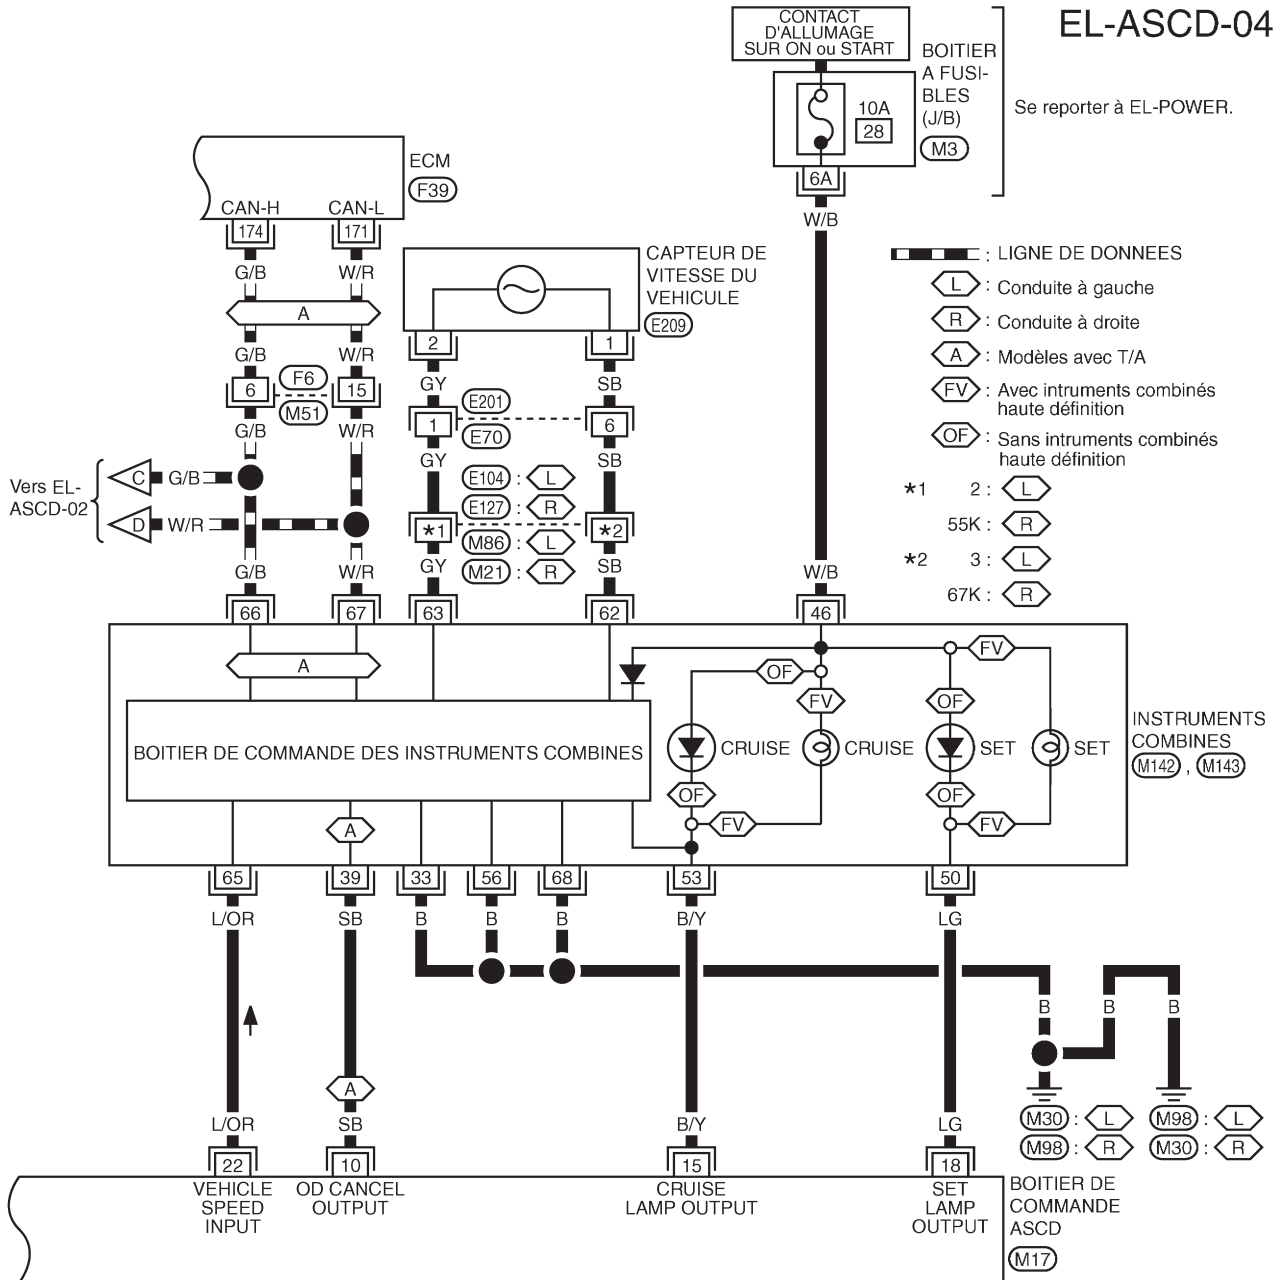 EL-ASCD-04
CONTACT
D'ALLUMAGE
SUR ON ou START
BOITIER
A FUSI-
BLES
(J/B)
M3
10A
28
6A
W/B
Se reporter à EL-POWER.
ECM
F39
CAN-H
CAN-L
174
171
G/B
W/R
A
G/B
W/R
6
F6
15
M51
G/B
W/R
Vers EL-
ASCD-02
C
G/B
D
W/R
G/B
W/R
CAPTEUR DE
VITESSE DU
VEHICULE
E209
2
1
GY
SB
1
E201
6
E70
GY
SB
E104 : L
E127 : R
*1
*2
M86 : L
M21 : R
GY
SB
W/B
: LIGNE DE DONNEES
L : Conduite à gauche
R : Conduite à droite
A : Modèles avec T/A
FV : Avec intruments combinés
haute définition
OF : Sans intruments combinés
haute définition
*1 2 : L
55K : R
*2 3 : L
67K : R
66
67
63
62
46
A
OF
FV
FV
OF
BOITIER DE COMMANDE DES INSTRUMENTS COMBINES
CRUISE
CRUISE
SET
SET
INSTRUMENTS
COMBINES
M142 , M143
OF
OF
FV
FV
A
65
39
33
56
68
53
50
L/OR
SB
B
B
B
B/Y
LG
B
B
B
A
L/OR
SB
B/Y
LG
M30 : L
M98 : L
M98 : R
M30 : R
22
10
15
18
VEHICLE
SPEED
INPUT
OD CANCEL
OUTPUT
CRUISE
LAMP OUTPUT
SET
LAMP
OUTPUT
BOITIER DE
COMMANDE
ASCD
M17